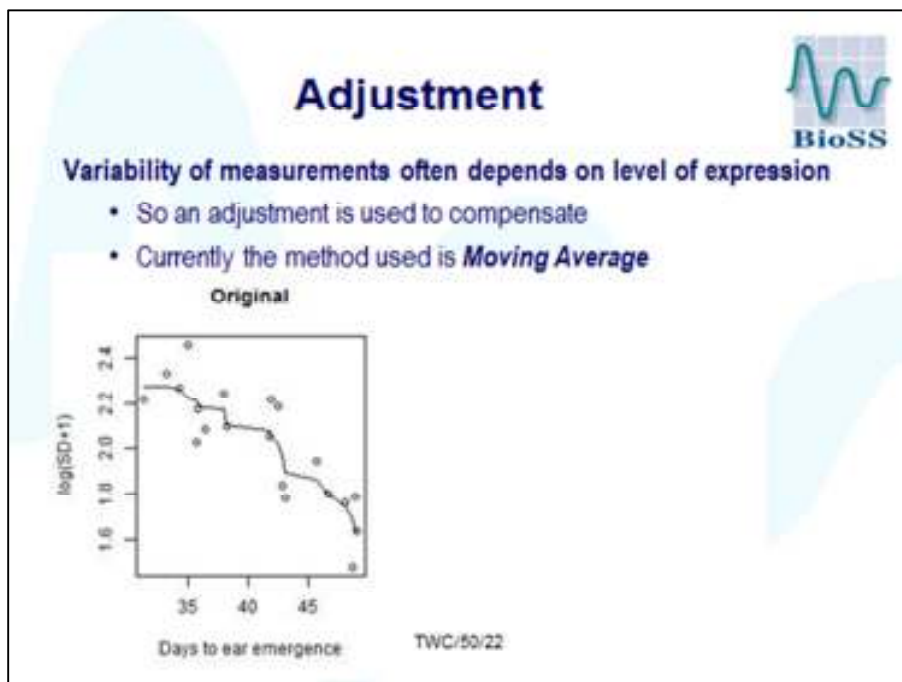 Adjustment
BioSS
Variability of measurements often depends on level of expression
• So an adjustment is used to compensate
• Currently the method used is Moving Average
Original
log(SD+1)
2.4
2.2
2.0
1.8
1.6
35 40 45
Days to ear emergence
TWC/50/22